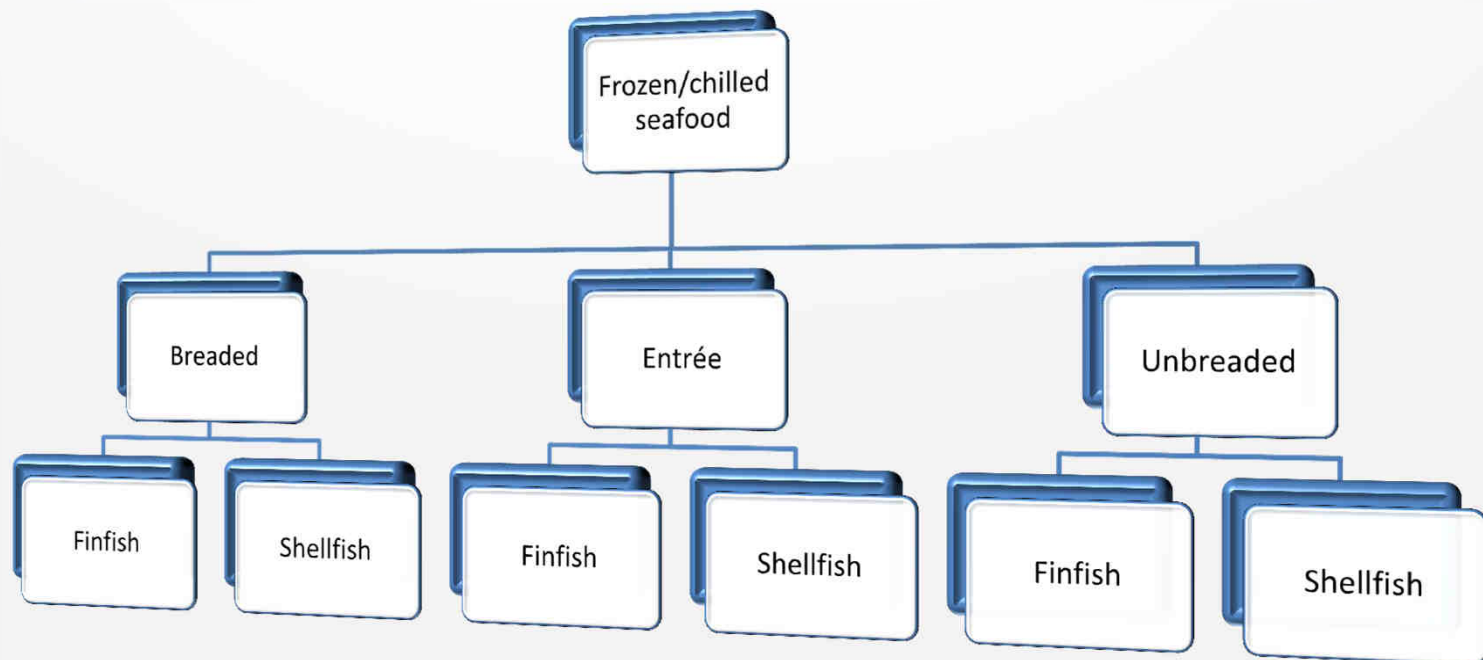 Frozen/chilled
seafood
Breaded
Entrée
Unbreaded
Finfish
Shellfish
Finfish
Shellfish
Finfish
Shellfish